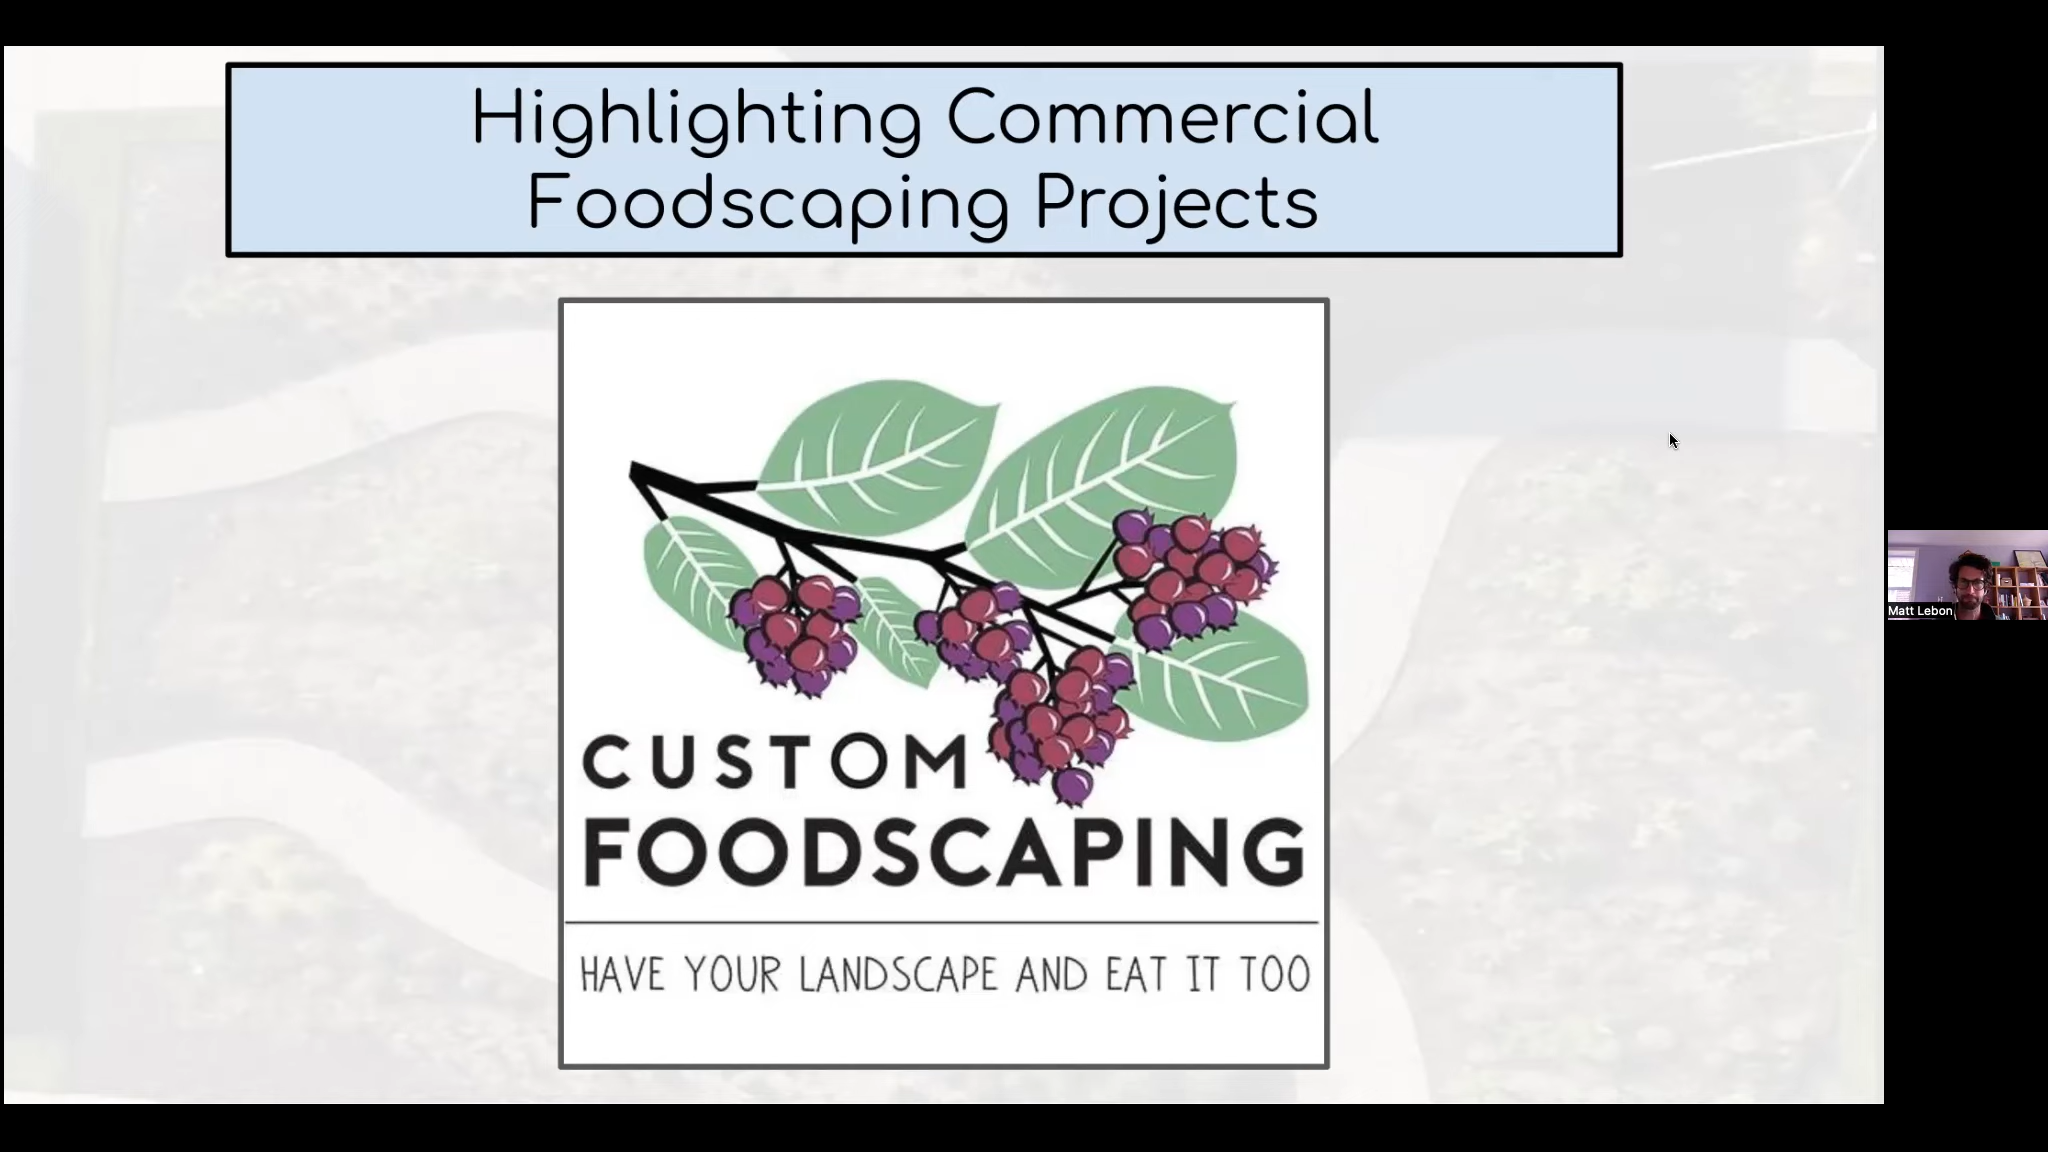 Highlighting Commercial
Foodscaping Projects
CUSTOM
FOODSCAPING
HAVE YOUR LANDSCAPE AND EAT IT TOO
Matt Lebon